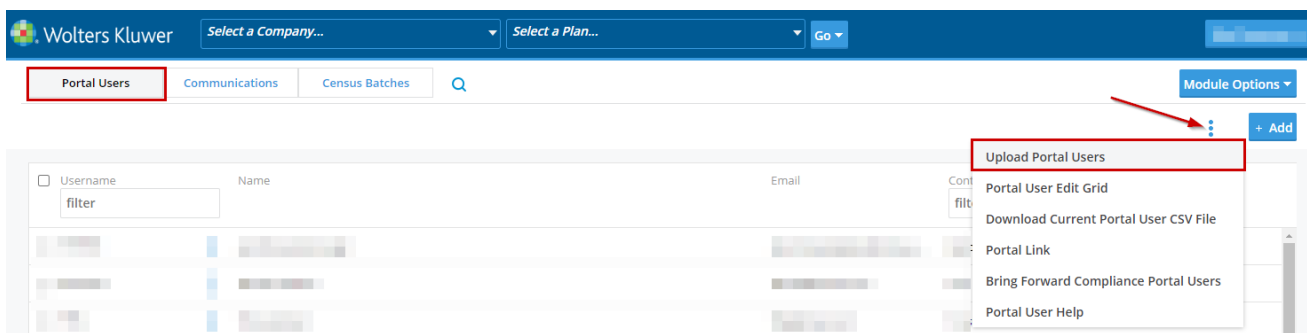 Wolters Kluwer
Select a Company...
Select a Plan...
Go
Portal Users
Communications
Census Batches
Module Options
+ Add
Upload Portal Users
Username
Name
Email
filter
Portal User Edit Grid
Download Current Portal User CSV File
Portal Link
Bring Forward Compliance Portal Users
Portal User Help